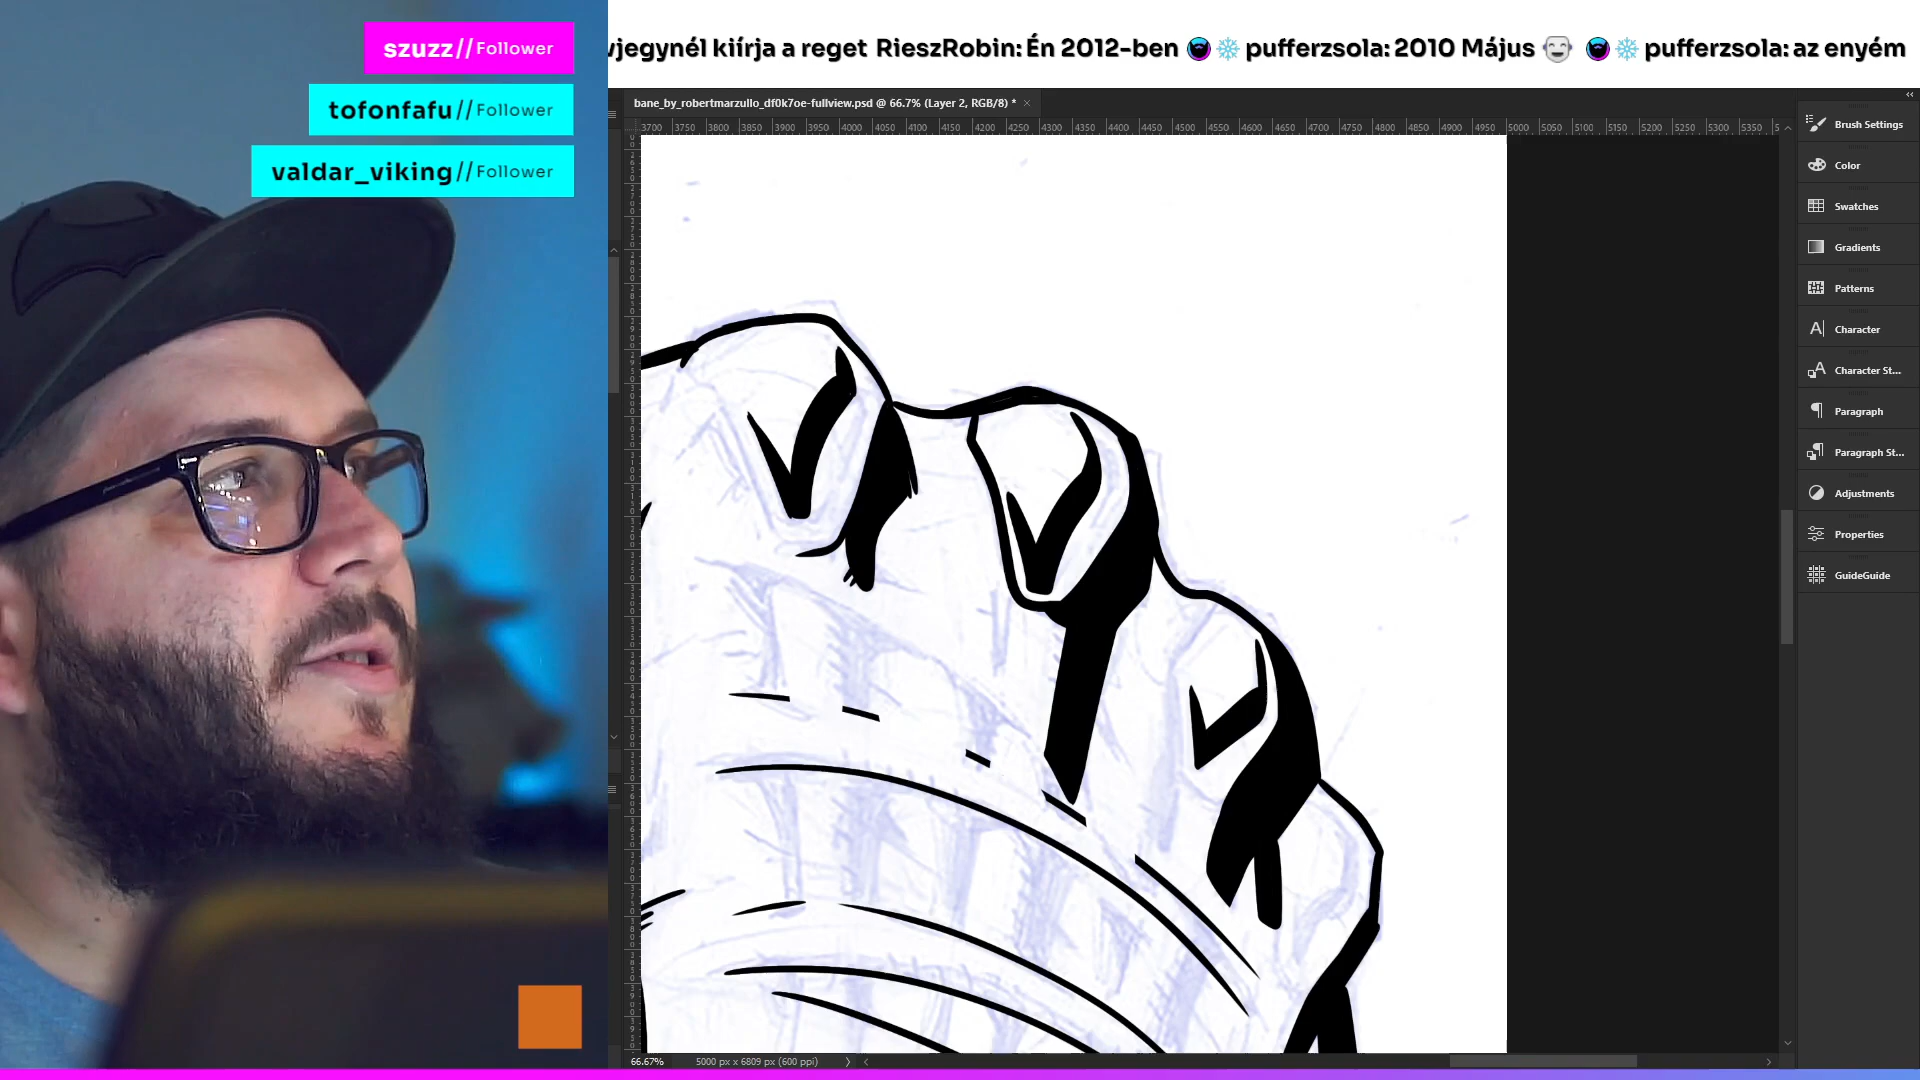 szuzz//Follower
tofonfafu//Follower
valdar_viking//Follower
vjegynél kiírja a reget RieszRobin: Én 2012-ben pufferzsola: 2010 Május pufferzsola: az enyém
bane_by_robertmarzullo_df0k7oe-fullview.psd @ 66.7% (Layer 2, RGB/8) *
3700 3750 3800 3850 3900 3950 4000 4050 4100 4150 4200 4250 4300 4350 4400 4450 4500 4550 4600 4650 4700 4750 4800 4850 4900 4950 5000 5050 5100 5150 5200 5250 5300 5350
Brush Settings
Color
Swatches
Gradients
Patterns
Character
Character St...
Paragraph
Paragraph St...
Adjustments
Properties
GuideGuide
66.67% 5000 px x 6809 px (600 ppi)